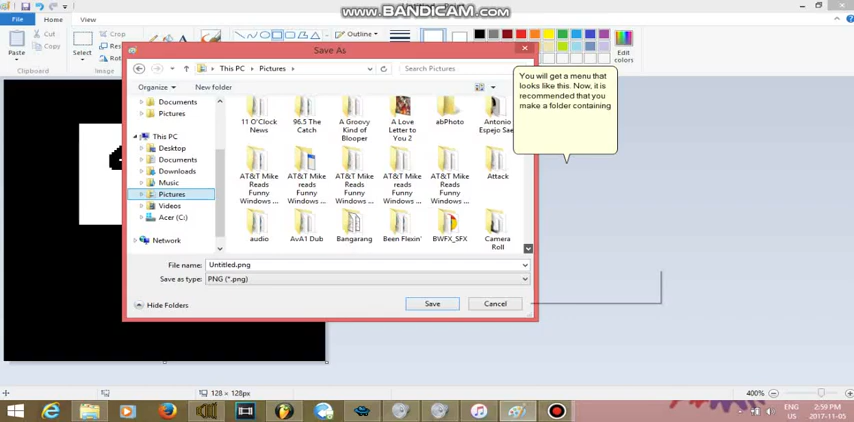 www.BANDICAM.com
File
Home
View
Cut
Copy
Paste
Select
Crop
Outline
Edit
colors
Clipboard
Save As
This PC
Pictures
Search Pictures
Organize
New folder
Documents
Pictures
This PC
Desktop
Documents
Downloads
Music
Pictures
Videos
Acer (C:)
Network
11 O'Clock
News
96.5 The
Catch
A Groovy
Kind of
Blooper
A Love
Letter to
You 2
abPhoto
Antonio
Espejo Sae
AT&T Mike
Reads
Funny
Windows ...
AT&T Mike
reads
Funny
Windows ...
AT&T Mike
Reads
Funny
Windows ...
AT&T Mike
Reads
Funny
Windows ...
AT&T Mike
Reads
Funny
Windows ...
Attack
audio
AvA1 Dub
Bangarang
Been Flexin'
BWFX_SFX
Camera
Roll
File name:
Untitled.png
Save as type:
PNG (*.png)
Hide Folders
Save
Cancel
You will get a menu that
looks like this. Now, it is
recommended that you
make a folder containing
128 × 128px
400%
ENG
US
2:59 PM
2017-11-05